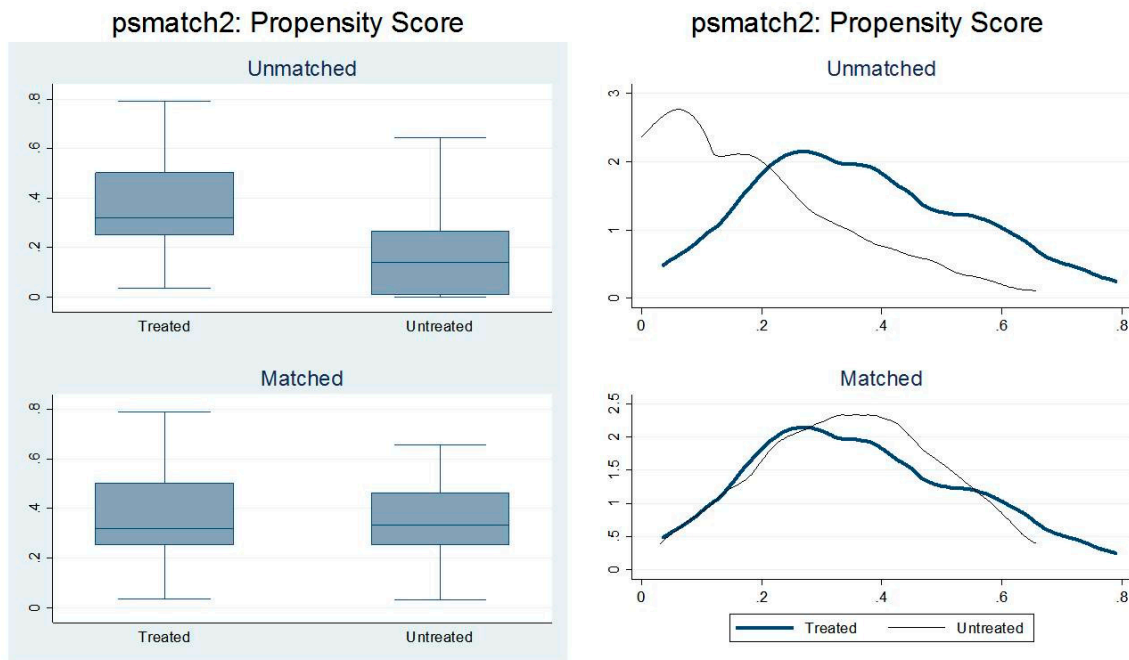 psmatch2: Propensity Score
Unmatched
.8
.6
.4
.2
0
Treated Untreated
Matched
.8
.6
.4
.2
0
Treated Untreated
psmatch2: Propensity Score
Unmatched
3
2
1
0
0 .2 .4 .6 .8
Matched
2.5
2
1.5
1
.5
0
0 .2 .4 .6 .8
Treated Untreated